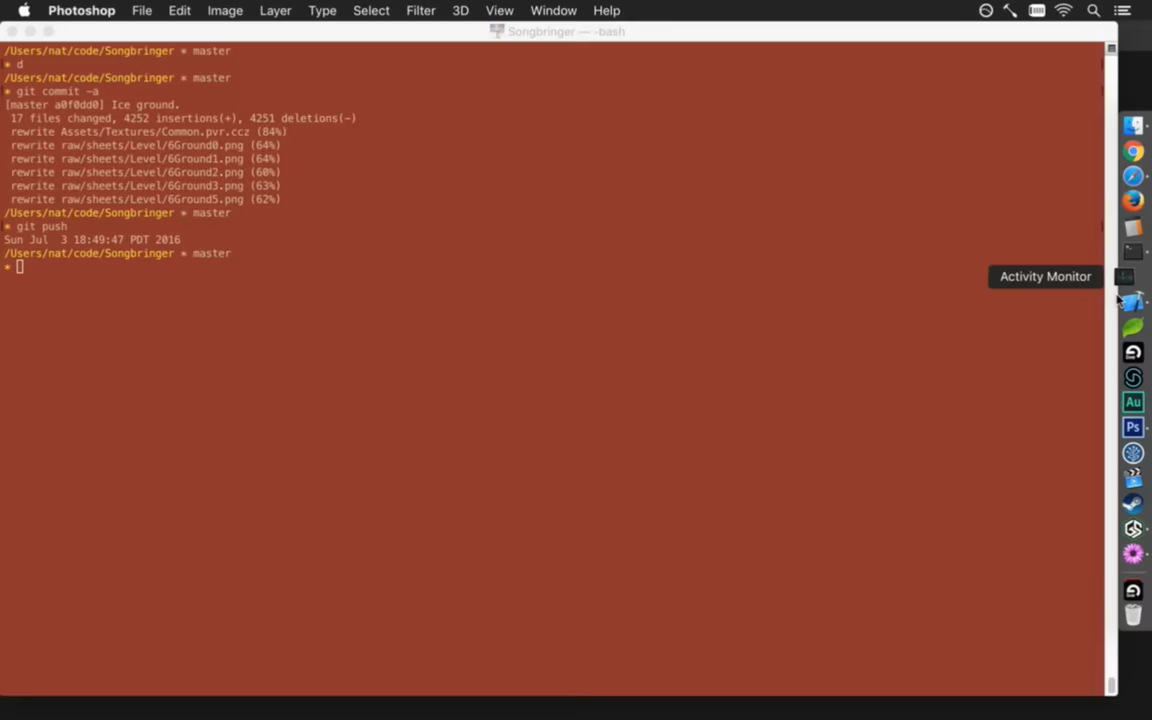 Photoshop File Edit Image Layer Type Select Filter 3D View Window Help
Songbringer — -bash
/Users/nat/code/Songbringer * master
* d
/Users/nat/code/Songbringer * master
* git commit -a
[master a0f0dd0] Ice ground.
17 files changed, 4252 insertions(+), 4251 deletions(-)
rewrite Assets/Textures/Common.pvr.ccz (84%)
rewrite raw/sheets/Level/6Ground0.png (64%)
rewrite raw/sheets/Level/6Ground1.png (64%)
rewrite raw/sheets/Level/6Ground2.png (60%)
rewrite raw/sheets/Level/6Ground3.png (63%)
rewrite raw/sheets/Level/6Ground5.png (62%)
/Users/nat/code/Songbringer * master
* git push
Sun Jul  3 18:49:47 PDT 2016
/Users/nat/code/Songbringer * master
*
Activity Monitor
Au
Ps